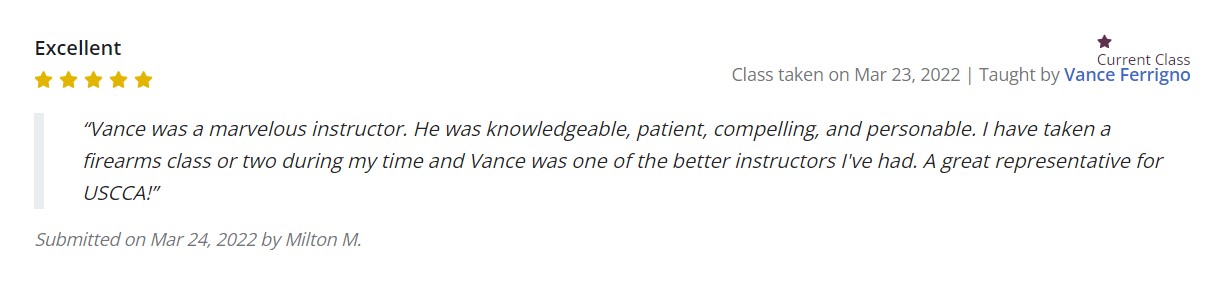 Excellent
Current Class
Class taken on Mar 23, 2022 | Taught by Vance Ferrigno
“Vance was a marvelous instructor. He was knowledgeable, patient, compelling, and personable. I have taken a
firearms class or two during my time and Vance was one of the better instructors I've had. A great representative for
USCCA!”
Submitted on Mar 24, 2022 by Milton M.